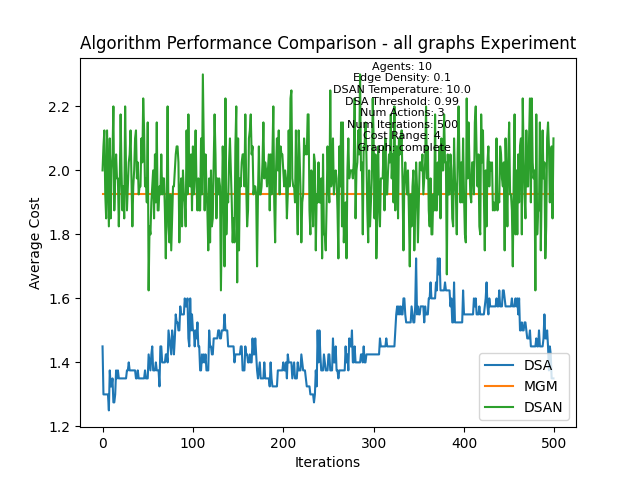 Algorithm Performance Comparison - all graphs Experiment
Agents: 10
Edge Density: 0.1
DSAN Temperature: 10.0
DSA Threshold: 0.99
Num Actions: 3
Num Iterations: 500
Cost Range: 4
Graph: complete
2.2
2.0
1.8
1.6
1.4
1.2
Average Cost
DSA
MGM
DSAN
0 100 200 300 400 500
Iterations